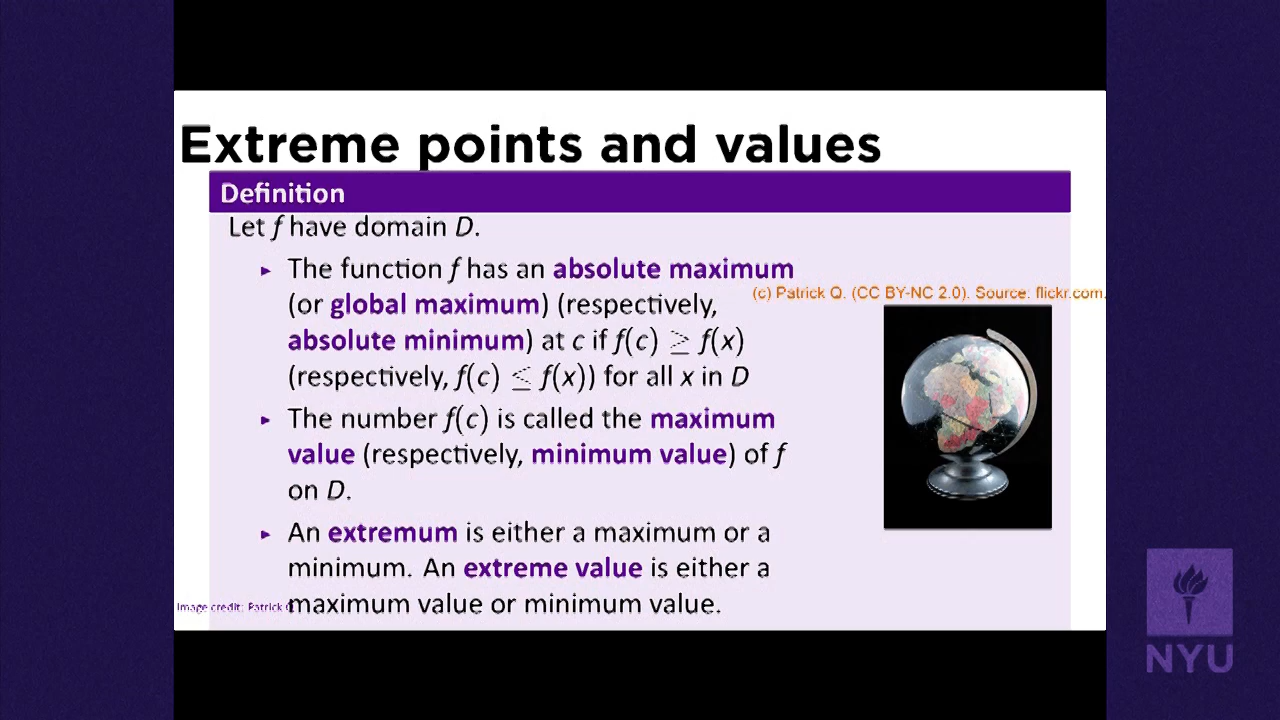 Extreme points and values
Definition
Let f have domain D.
▸ The function f has an absolute maximum
(or global maximum) (respectively,
absolute minimum) at c if f(c) ≥ f(x)
(respectively, f(c) ≤ f(x)) for all x in D
▸ The number f(c) is called the maximum
value (respectively, minimum value) of f
on D.
▸ An extremum is either a maximum or a
minimum. An extreme value is either a
maximum value or minimum value.
(c) Patrick Q. (CC BY-NC 2.0). Source: flickr.com.
Image credit: Patrick
NYU